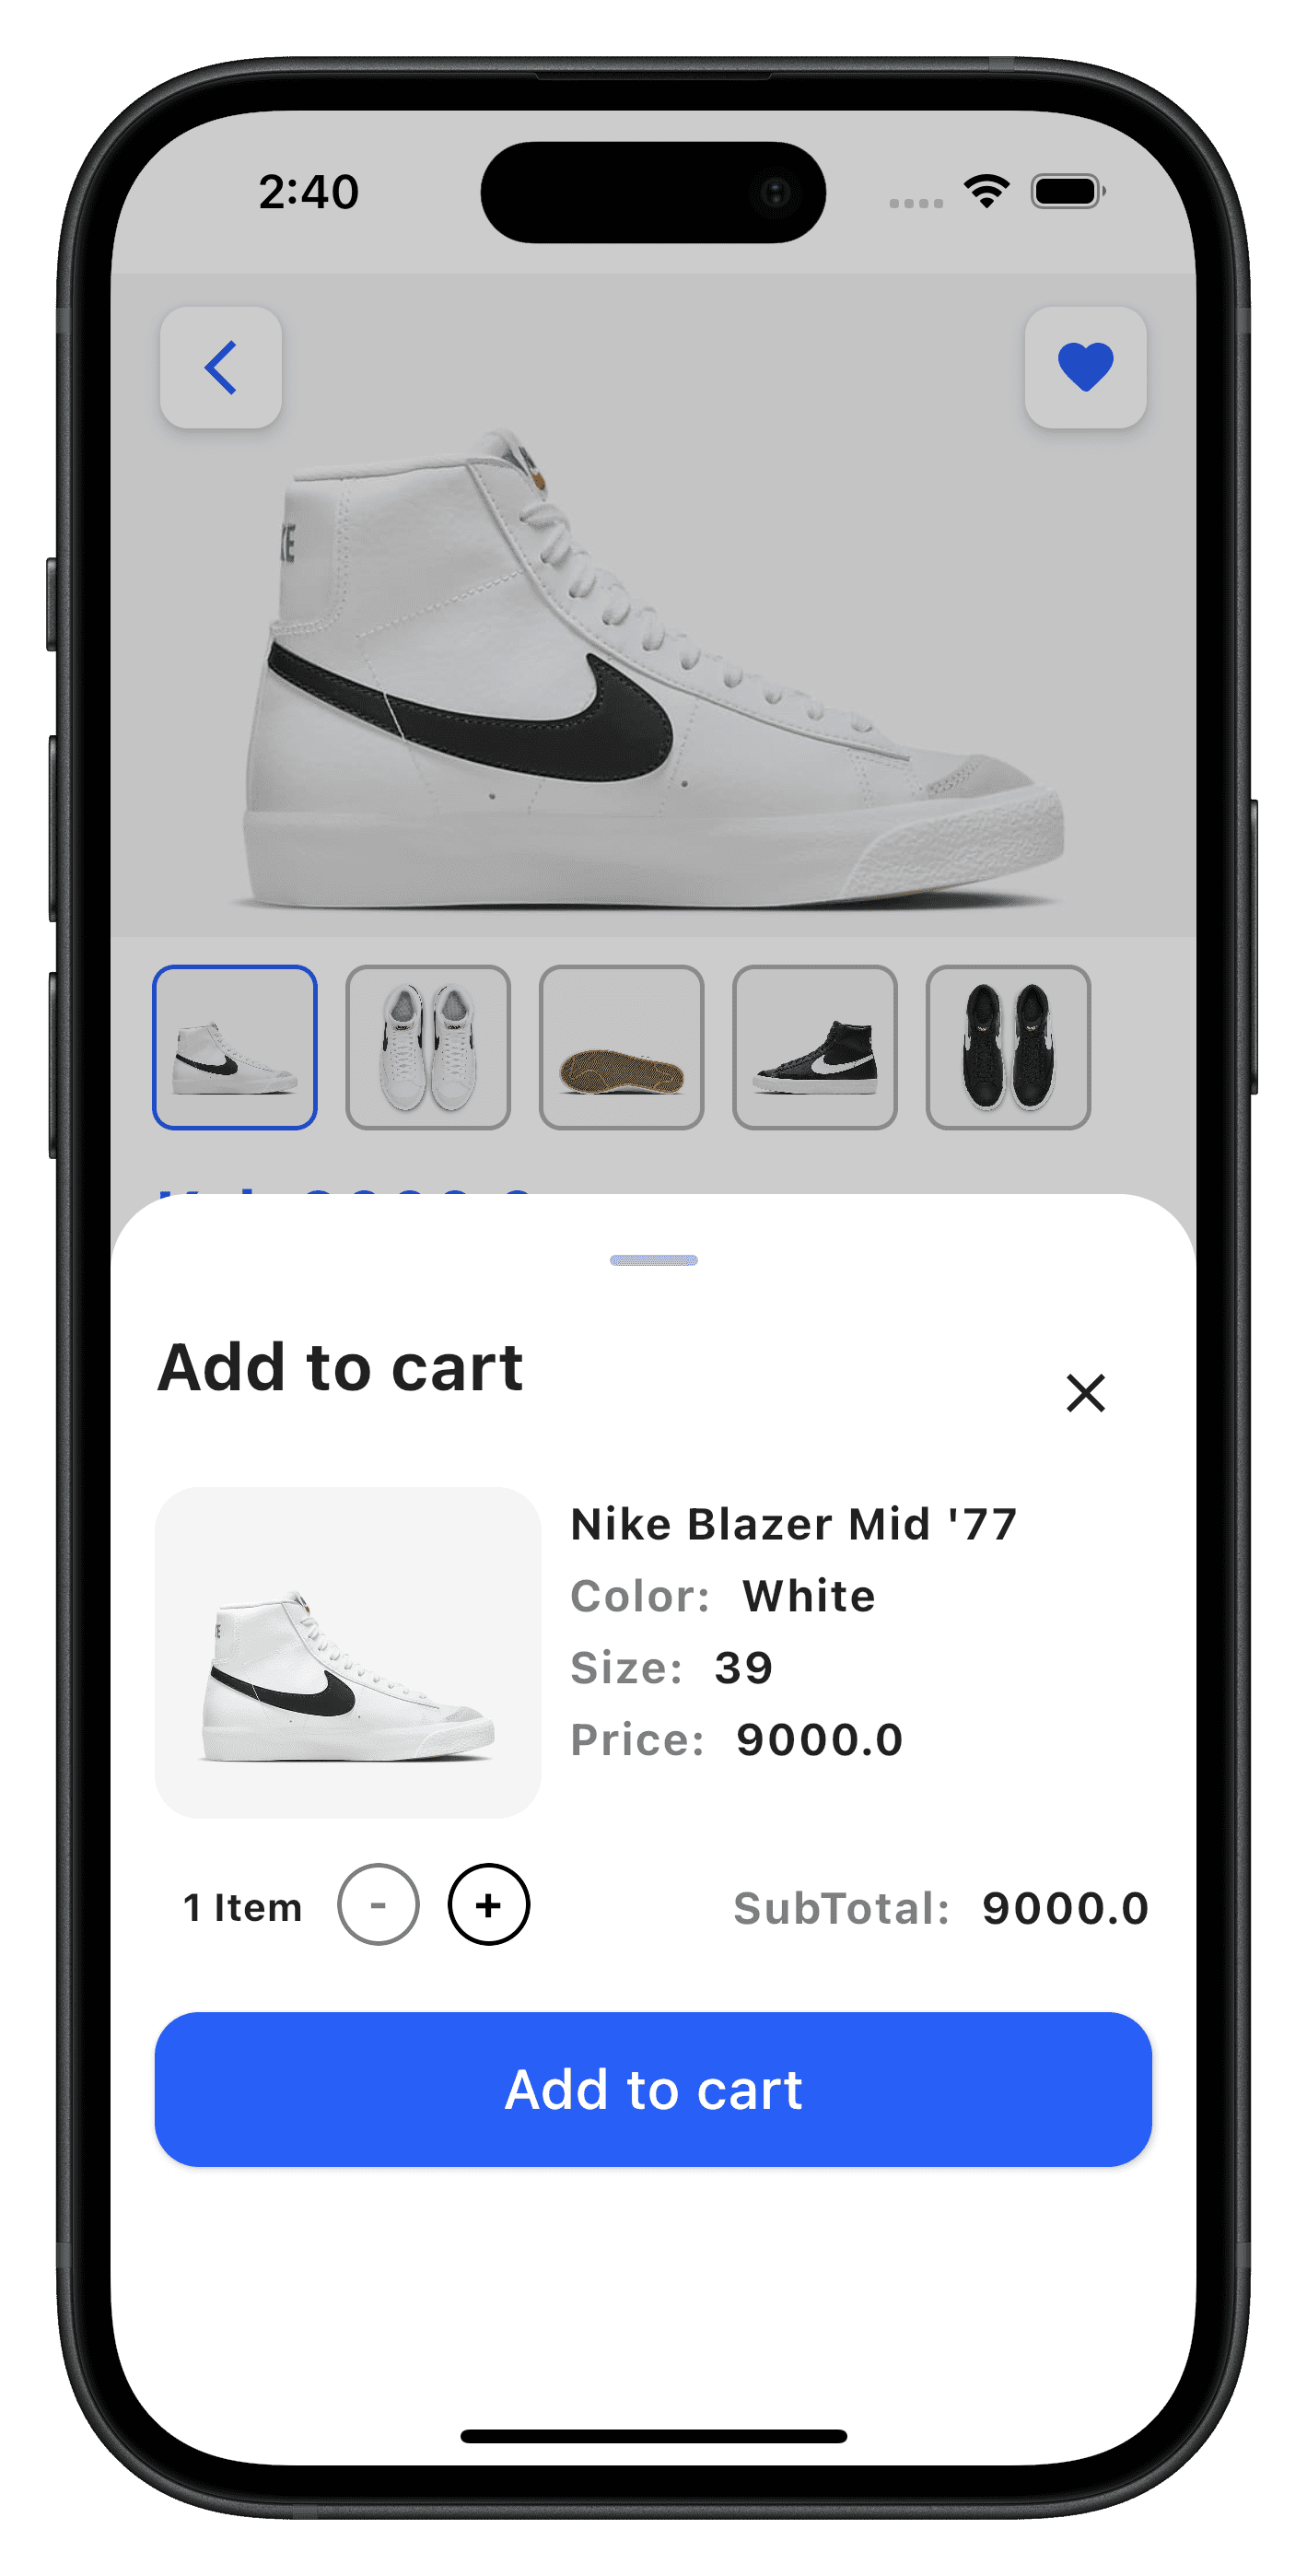 2:40
Add to cart
Nike Blazer Mid '77
Color: White
Size: 39
Price: 9000.0
1 Item - +
SubTotal: 9000.0
Add to cart